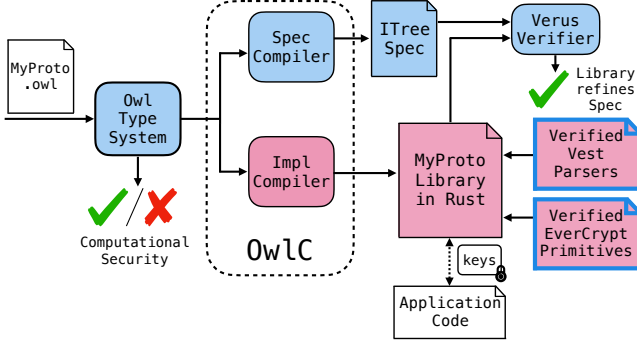 MyProto
.owl
Owl
Type
System
Computational
Security
Spec
Compiler
Impl
Compiler
OwlC
ITree
Spec
Verus
Verifier
Library
refines
Spec
MyProto
Library
in Rust
Verified
Vest
Parsers
Verified
EverCrypt
Primitives
keys
Application
Code